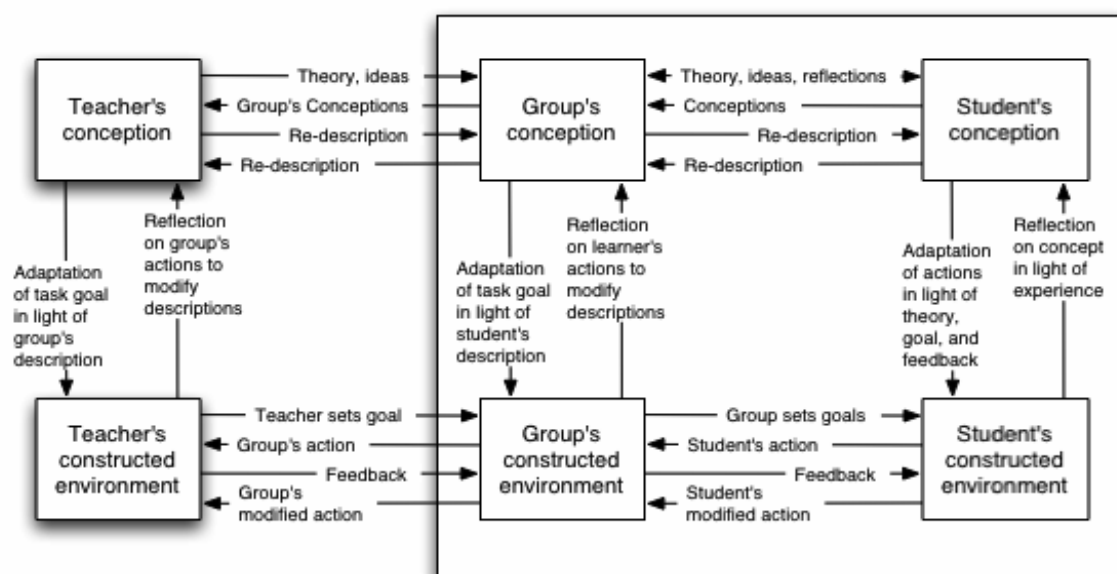 Teacher's
conception
Theory, ideas
Group's Conceptions
Re-description
Re-description
Group's
conception
Theory, ideas, reflections
Conceptions
Re-description
Re-description
Student's
conception
Adaptation
of task goal
in light of
group's
description
Reflection
on group's
actions to
modify
descriptions
Adaptation
of task goal
in light of
student's
description
Reflection
on learner's
actions to
modify
descriptions
Adaptation
of actions
in light of
theory,
goal, and
feedback
Reflection
on concept
in light of
experience
Teacher's
constructed
environment
Teacher sets goal
Group's action
Feedback
Group's
modified action
Group's
constructed
environment
Group sets goals
Student's action
Feedback
Student's
modified action
Student's
constructed
environment